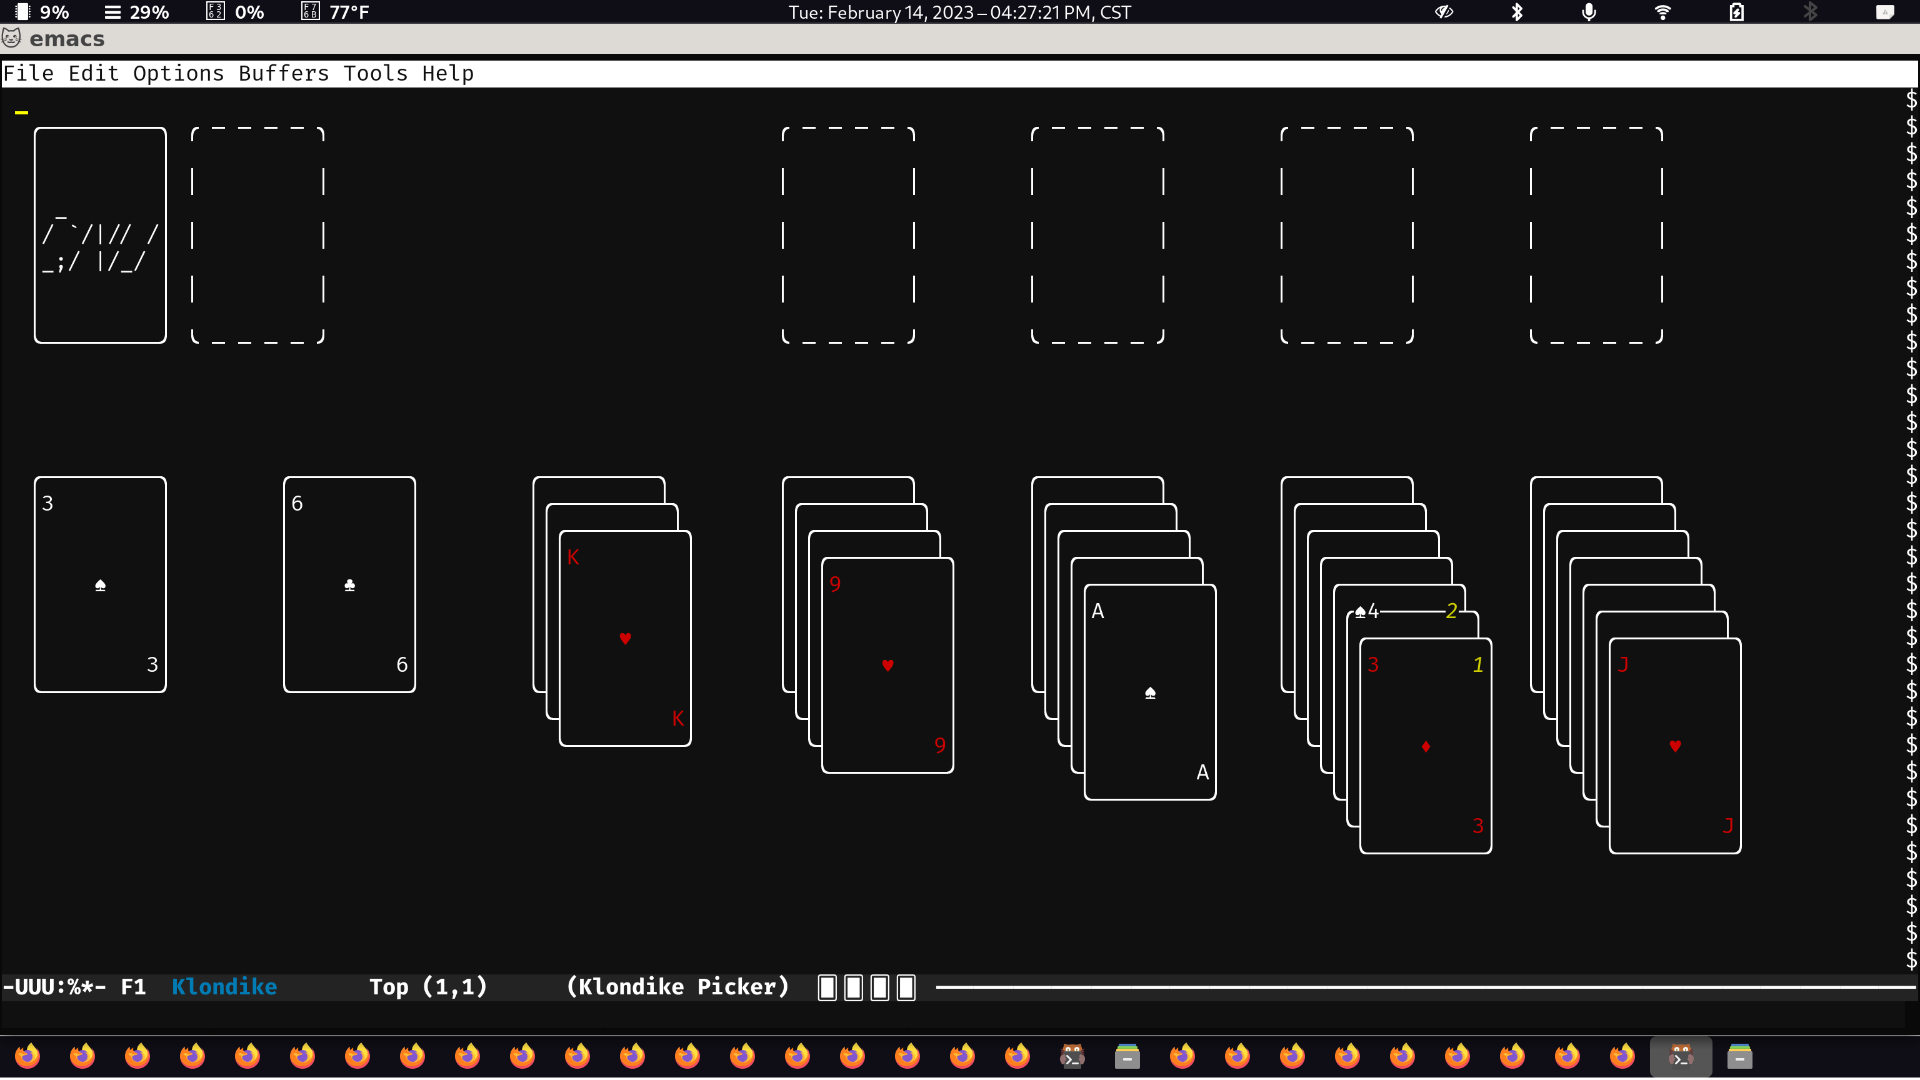 9% 29% 0% 77°F Tue: February 14, 2023 – 04:27:21 PM, CST
emacs
File Edit Options Buffers Tools Help
3 6
K
9
A ♠4 2
3 1 J
♠ ♣
♥
♥
♠
♦ ♥
3 6
K
9
A
3 J
-UUU:%*- F1 Klondike Top (1,1) (Klondike Picker)